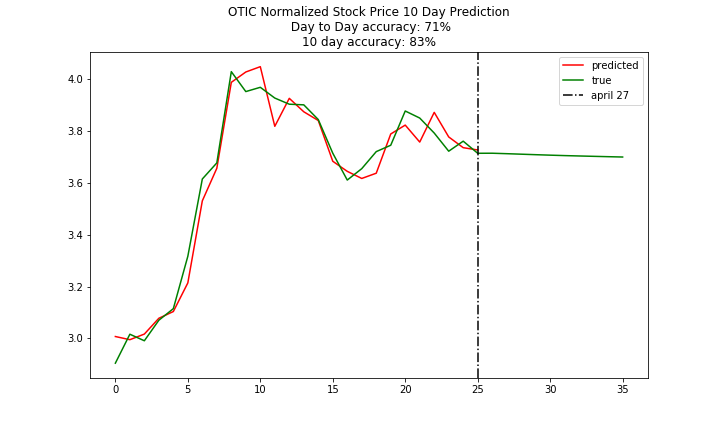 OTIC Normalized Stock Price 10 Day Prediction
Day to Day accuracy: 71%
10 day accuracy: 83%
predicted
true
april 27
4.0
3.8
3.6
3.4
3.2
3.0
0 5 10 15 20 25 30 35